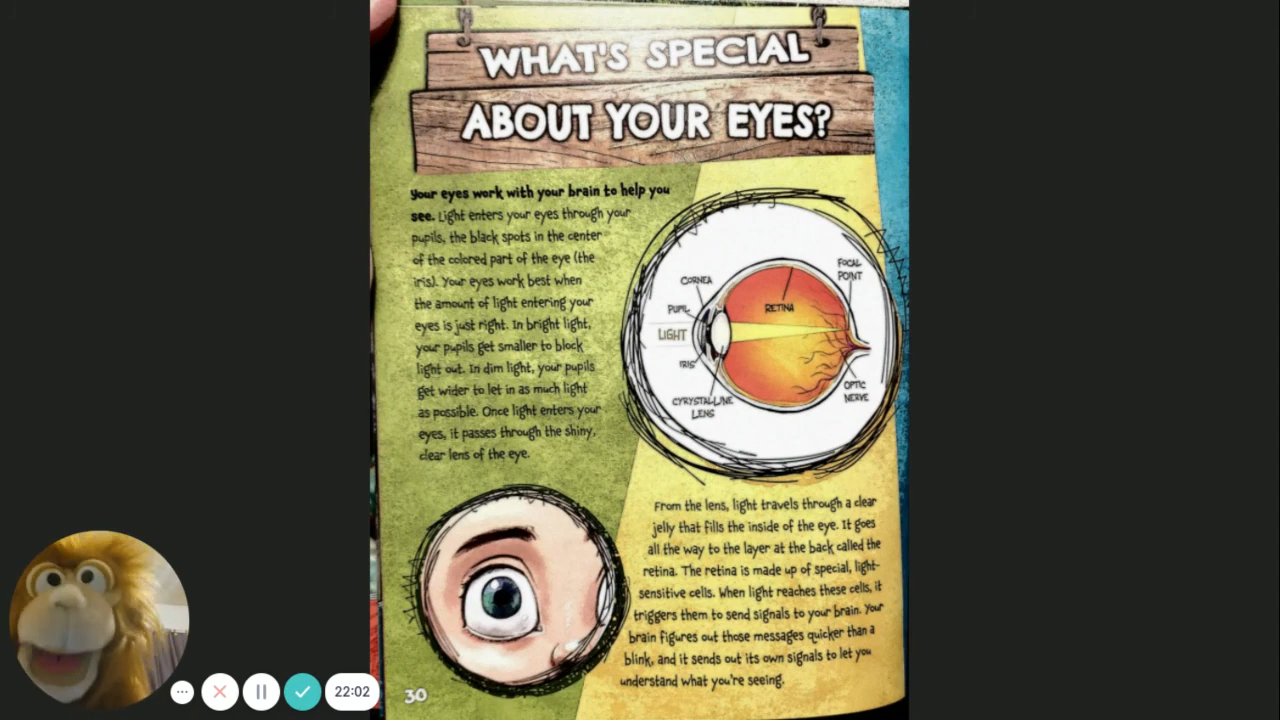 WHAT'S SPECIAL
ABOUT YOUR EYES?
Your eyes work with your brain to help you
see. Light enters your eyes through your
pupils, the black spots in the center
of the colored part of the eye (the
iris). Your eyes work best when
the amount of light entering your
eyes is just right. In bright light,
your pupils get smaller to block
light out. In dim light, your pupils
get wider to let in as much light
as possible. Once light enters your
eyes, it passes through the shiny,
clear lens of the eye.
CORNEA
PUPIL
LIGHT
IRIS
CYRYSTALLINE
LENS
RETINA
FOCAL
POINT
OPTIC
NERVE
From the lens, light travels through a clear
jelly that fills the inside of the eye. It goes
all the way to the layer at the back called the
retina. The retina is made up of special, light-
sensitive cells. When light reaches these cells, it
triggers them to send signals to your brain. Your
brain figures out those messages quicker than a
blink, and it sends out its own signals to let you
understand what you're seeing.
30
22:02